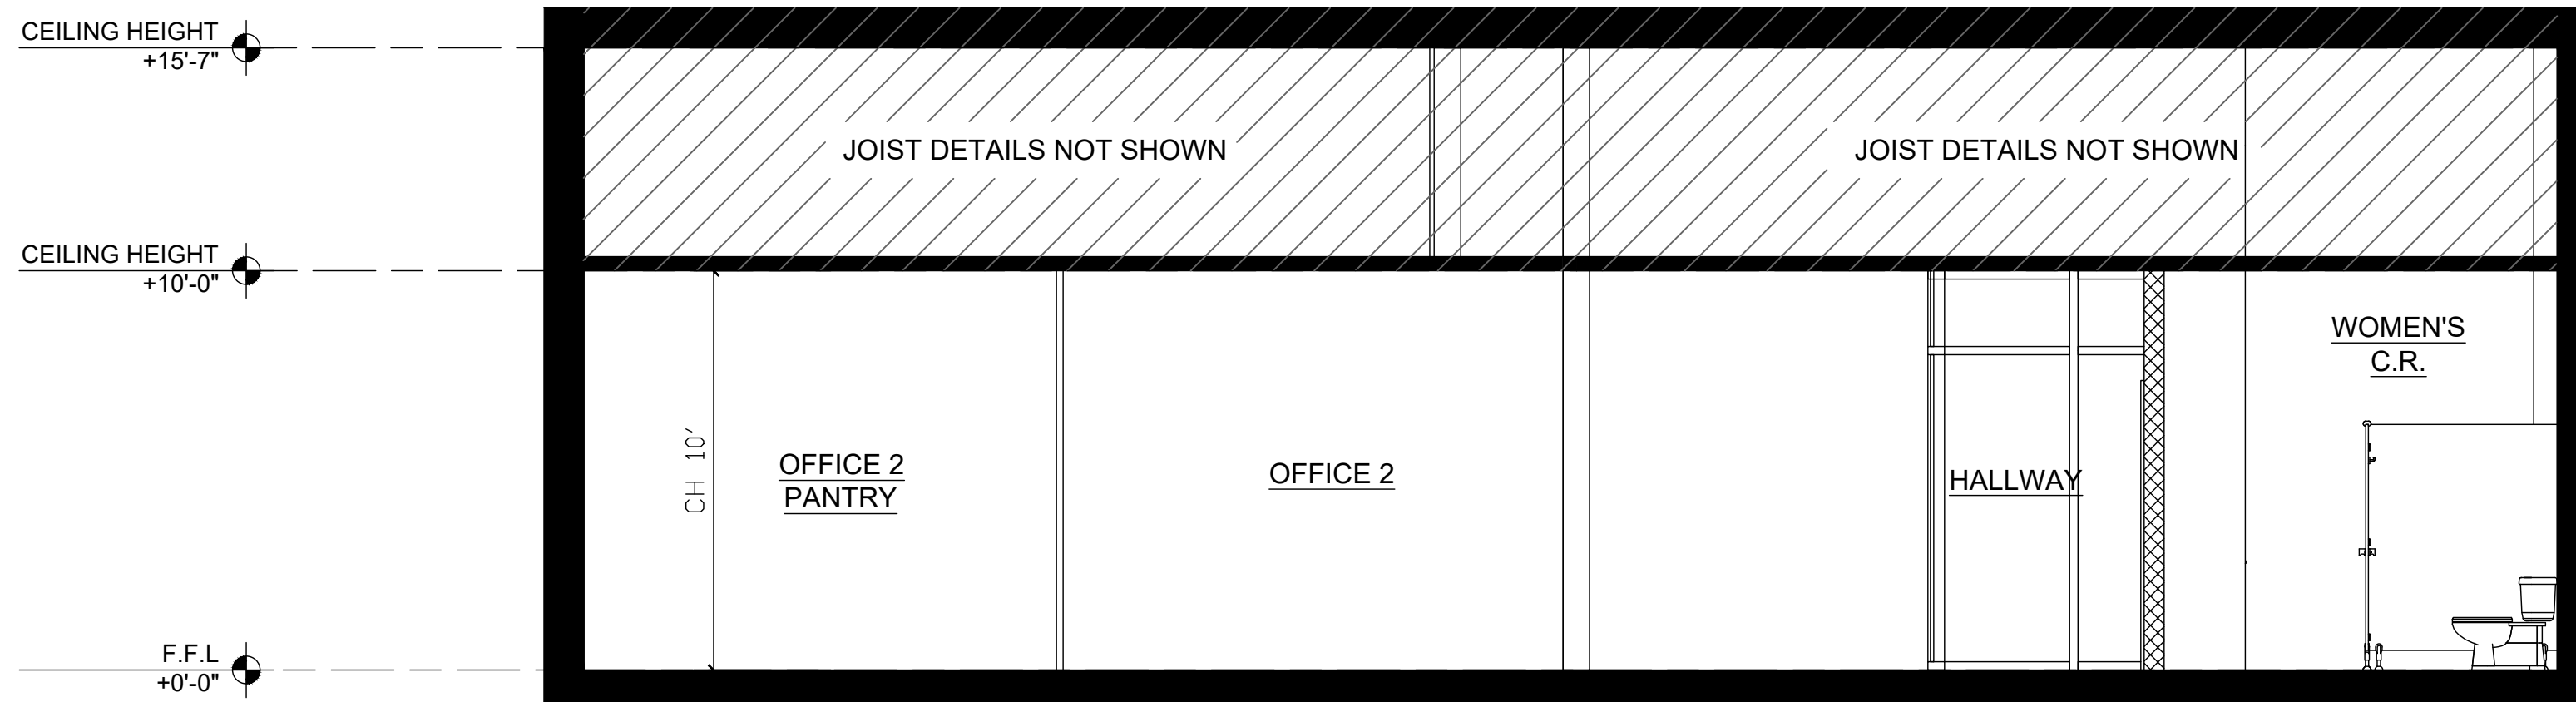 CEILING HEIGHT
+15'-7"
JOIST DETAILS NOT SHOWN
JOIST DETAILS NOT SHOWN
CEILING HEIGHT
+10'-0"
WOMEN'S
C.R.
CH 10'
OFFICE 2
PANTRY
OFFICE 2
HALLWAY
F.F.L
+0'-0"